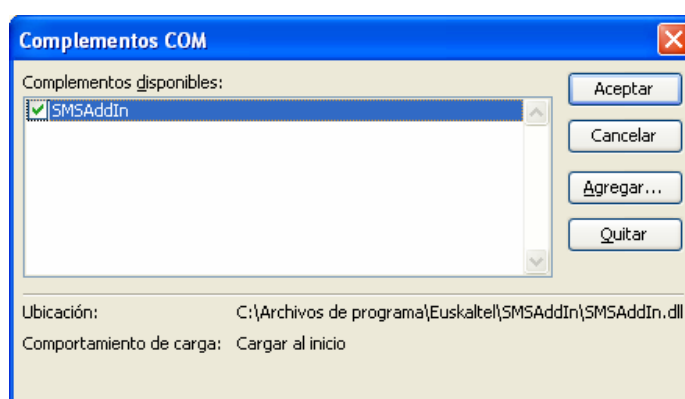 Complementos COM
Complementos disponibles:
SMSAddIn
Aceptar
Cancelar
Agregar...
Quitar
Ubicación: C:\Archivos de programa\Euskaltel\SMSAddIn\SMSAddIn.dll
Comportamiento de carga: Cargar al inicio